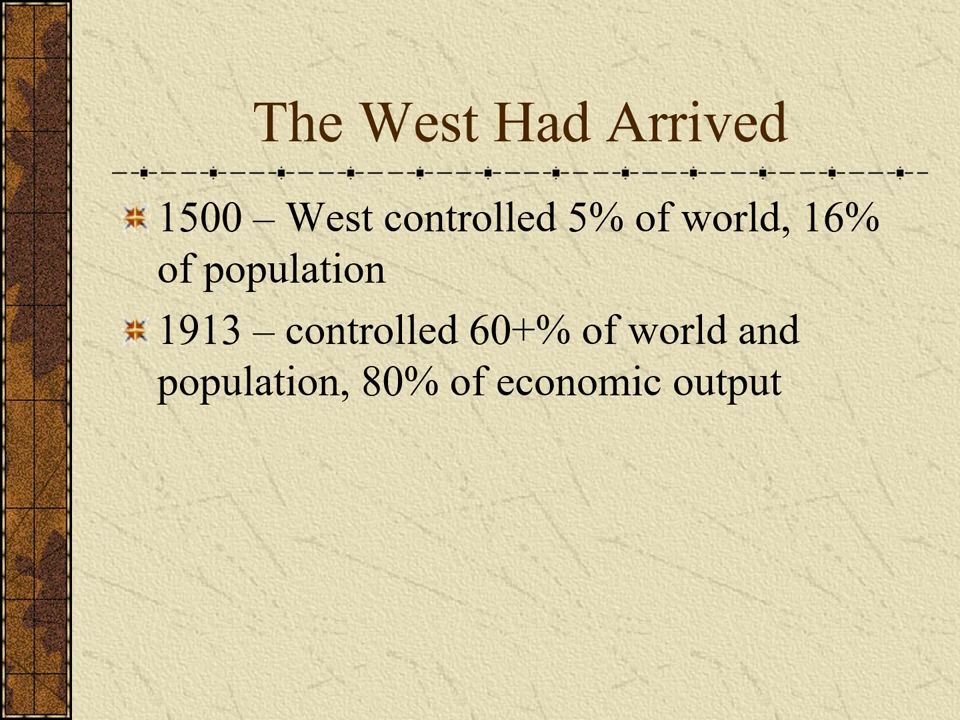 The West Had Arrived
1500 – West controlled 5% of world, 16%
of population
1913 – controlled 60+% of world and
population, 80% of economic output